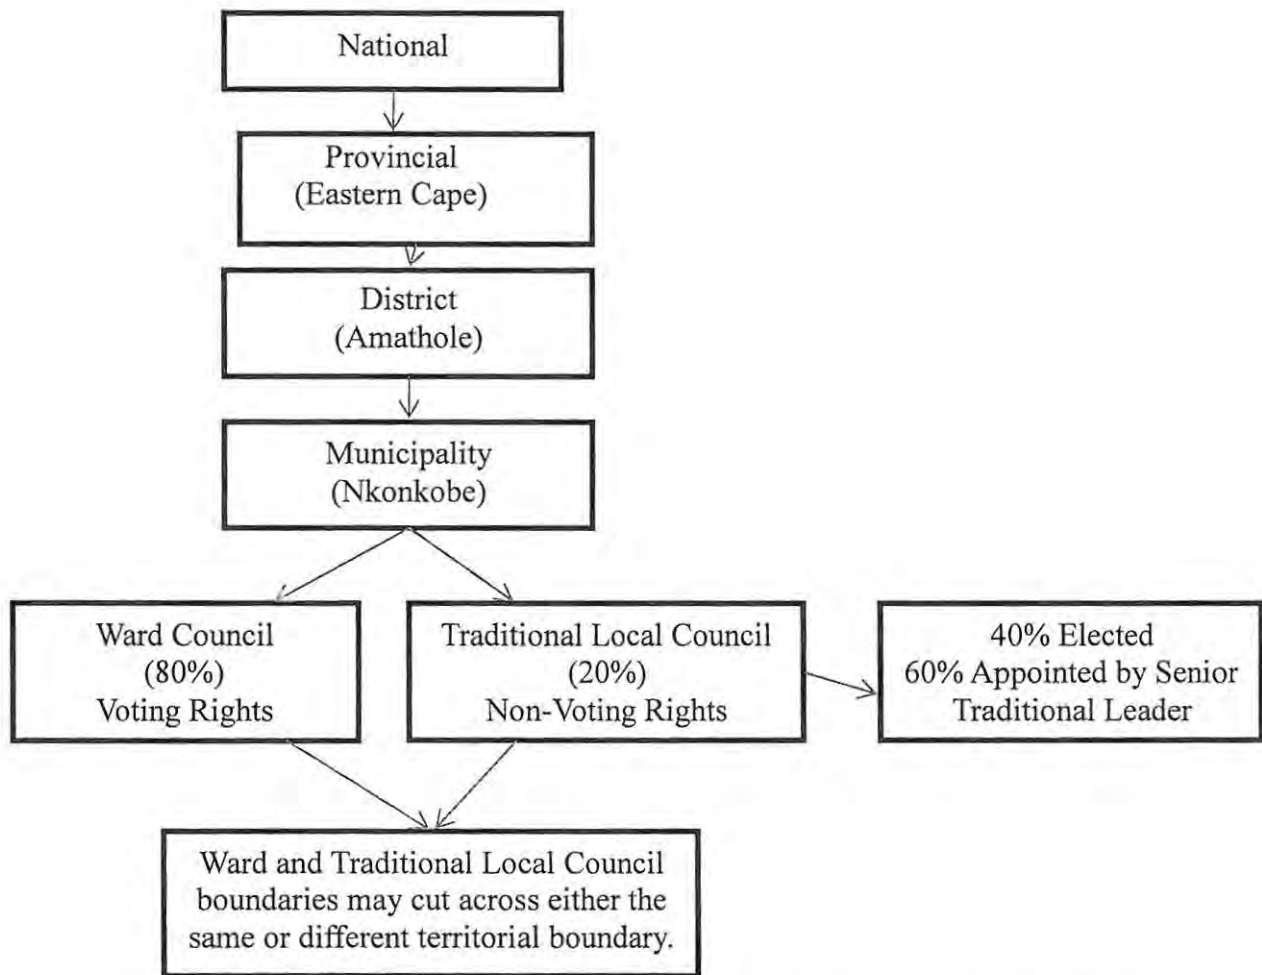 National
Provincial
(Eastern Cape)
District
(Amathole)
Municipality
(Nkonkobe)
Ward Council
(80%)
Voting Rights
Traditional Local Council
(20%)
Non-Voting Rights
40% Elected
60% Appointed by Senior
Traditional Leader
Ward and Traditional Local Council
boundaries may cut across either the
same or different territorial boundary.